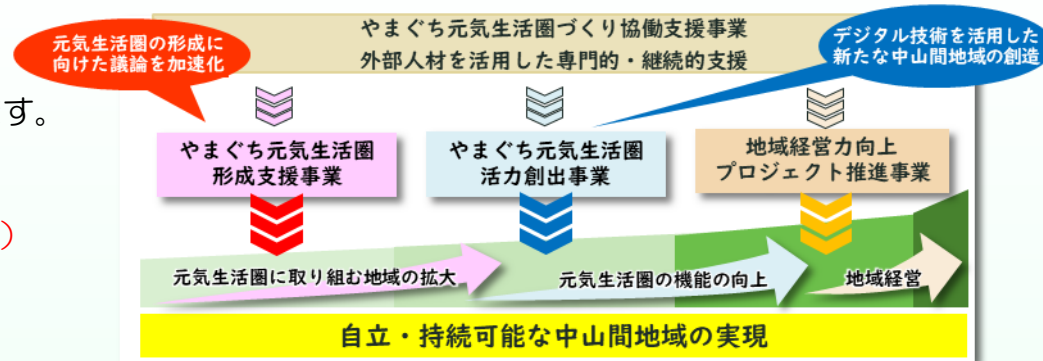 元気生活圏の形成に
向けた議論を加速化
やまぐち元気生活圏づくり協働支援事業
外部人材を活用した専門的・継続的支援
デジタル技術を活用した
新たな中山間地域の創造
す。
やまぐち元気生活圏
形成支援事業
やまぐち元気生活圏
活力創出事業
地域経営力向上
プロジェクト推進事業
)
元気生活圏に取り組む地域の拡大
元気生活圏の機能の向上
地域経営
自立・持続可能な中山間地域の実現